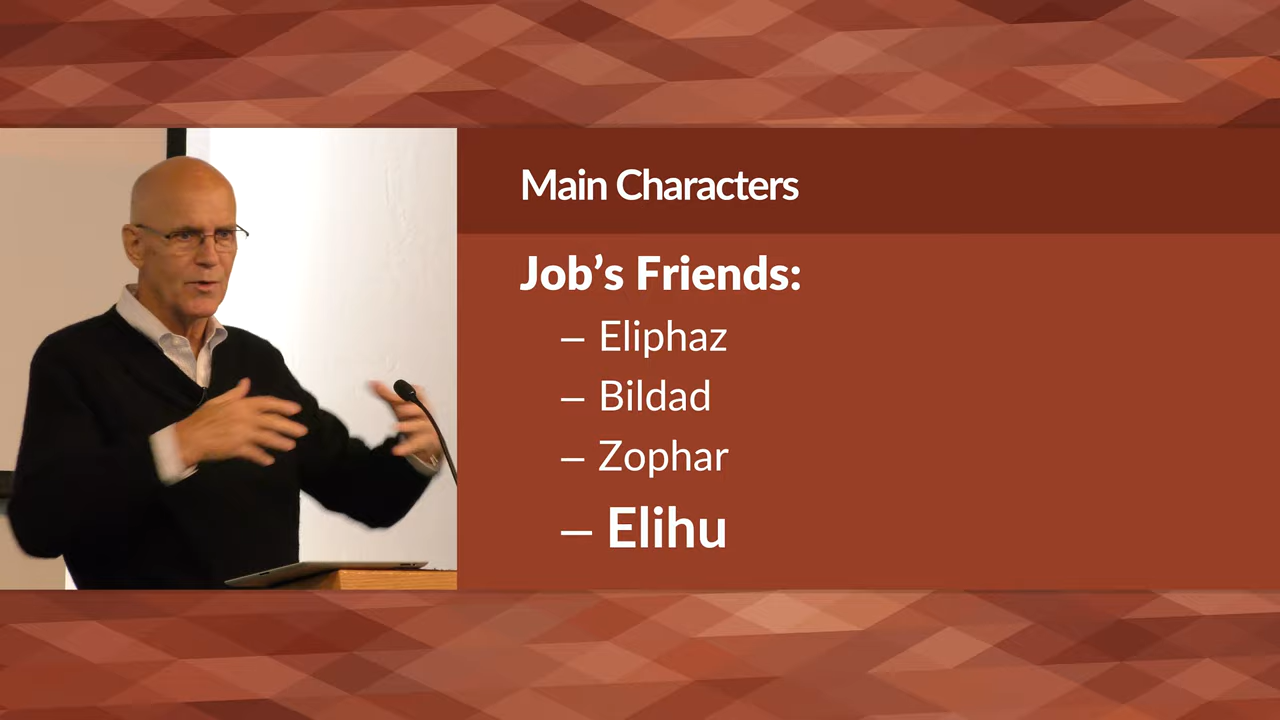 Main Characters
Job’s Friends:
– Eliphaz
– Bildad
– Zophar
– Elihu